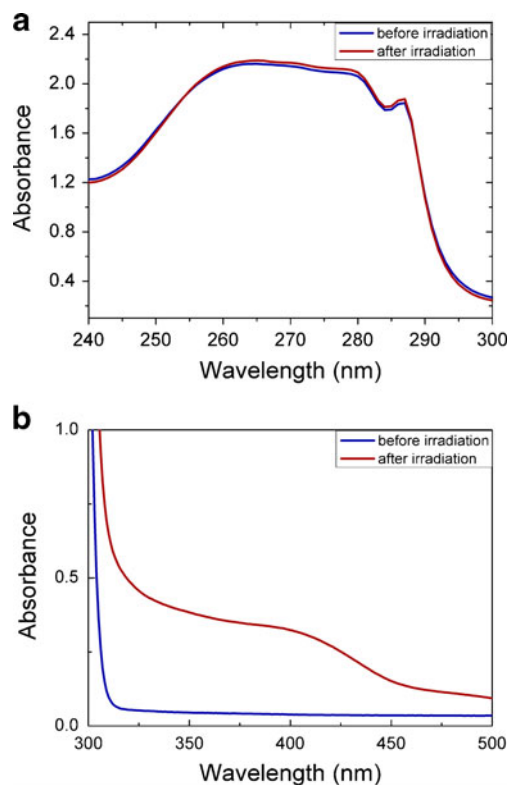 a
before irradiation
after irradiation
2.4
2.0
1.6
1.2
0.8
0.4
Absorbance
240 250 260 270 280 290 300
Wavelength (nm)
b
before irradiation
after irradiation
1.0
0.5
0.0
Absorbance
300 350 400 450 500
Wavelength (nm)